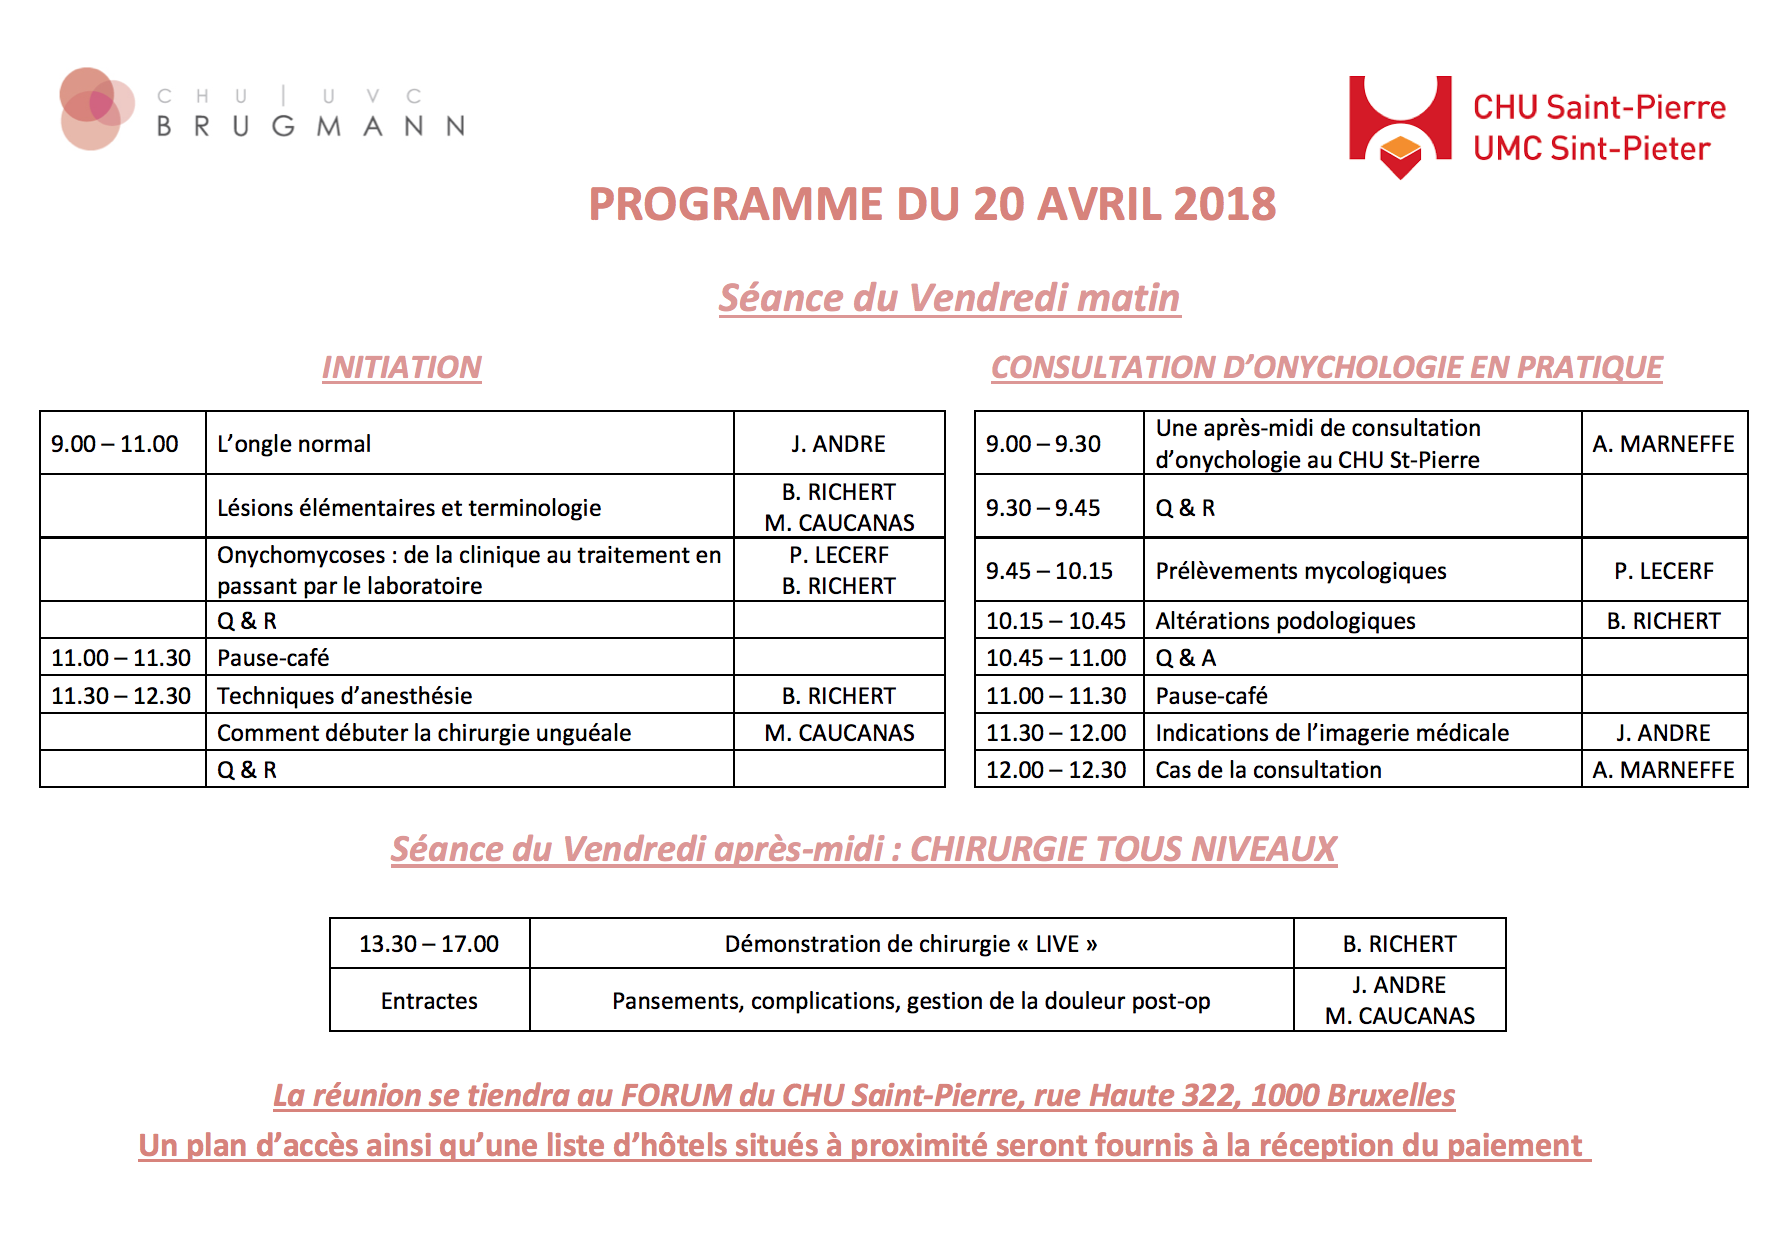 CHU | UVC
BRUGMANN
CHU Saint-Pierre
UMC Sint-Pieter
PROGRAMME DU 20 AVRIL 2018
Séance du Vendredi matin
INITIATION
9.00 – 11.00 L’ongle normal J. ANDRE
Lésions élémentaires et terminologie B. RICHERT
M. CAUCANAS
Onychomycoses : de la clinique au traitement en P. LECERF
passant par le laboratoire B. RICHERT
Q & R
11.00 – 11.30 Pause-café
11.30 – 12.30 Techniques d’anesthésie B. RICHERT
Comment débuter la chirurgie unguéale M. CAUCANAS
Q & R
CONSULTATION D’ONYCHOLOGIE EN PRATIQUE
9.00 – 9.30 Une après-midi de consultation A. MARNEFFE
d’onychologie au CHU St-Pierre
9.30 – 9.45 Q & R
9.45 – 10.15 Prélèvements mycologiques P. LECERF
10.15 – 10.45 Altérations podologiques B. RICHERT
10.45 – 11.00 Q & A
11.00 – 11.30 Pause-café
11.30 – 12.00 Indications de l’imagerie médicale J. ANDRE
12.00 – 12.30 Cas de la consultation A. MARNEFFE
Séance du Vendredi après-midi : CHIRURGIE TOUS NIVEAUX
13.30 – 17.00 Démonstration de chirurgie « LIVE » B. RICHERT
Entractes Pansements, complications, gestion de la douleur post-op J. ANDRE
M. CAUCANAS
La réunion se tiendra au FORUM du CHU Saint-Pierre, rue Haute 322, 1000 Bruxelles
Un plan d’accès ainsi qu’une liste d’hôtels situés à proximité seront fournis à la réception du paiement